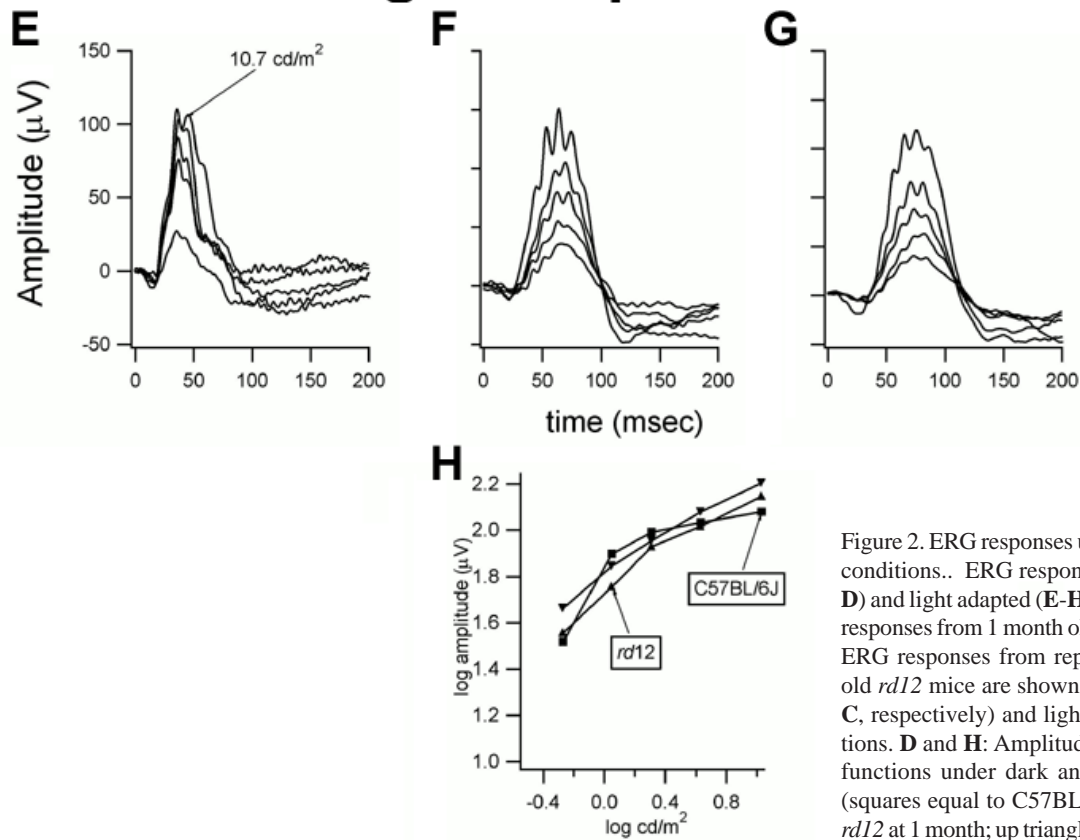 E
F
G
10.7 cd/m2
Amplitude (μV)
150
100
50
0
-50
0 50 100 150 200
0 50 100 150 200
0 50 100 150 200
time (msec)
H
log amplitude (μV)
2.2
2.0
1.8
1.6
1.4
1.2
1.0
C57BL/6J
rd12
-0.4 0.0 0.4 0.8
log cd/m2
Figure 2. ERG responses
conditions.. ERG respon
D) and light adapted (E-H
responses from 1 month o
ERG responses from rep
old rd12 mice are shown
C, respectively) and ligh
tions. D and H: Amplitud
functions under dark an
(squares equal to C57BL
rd12 at 1 month; up triangl